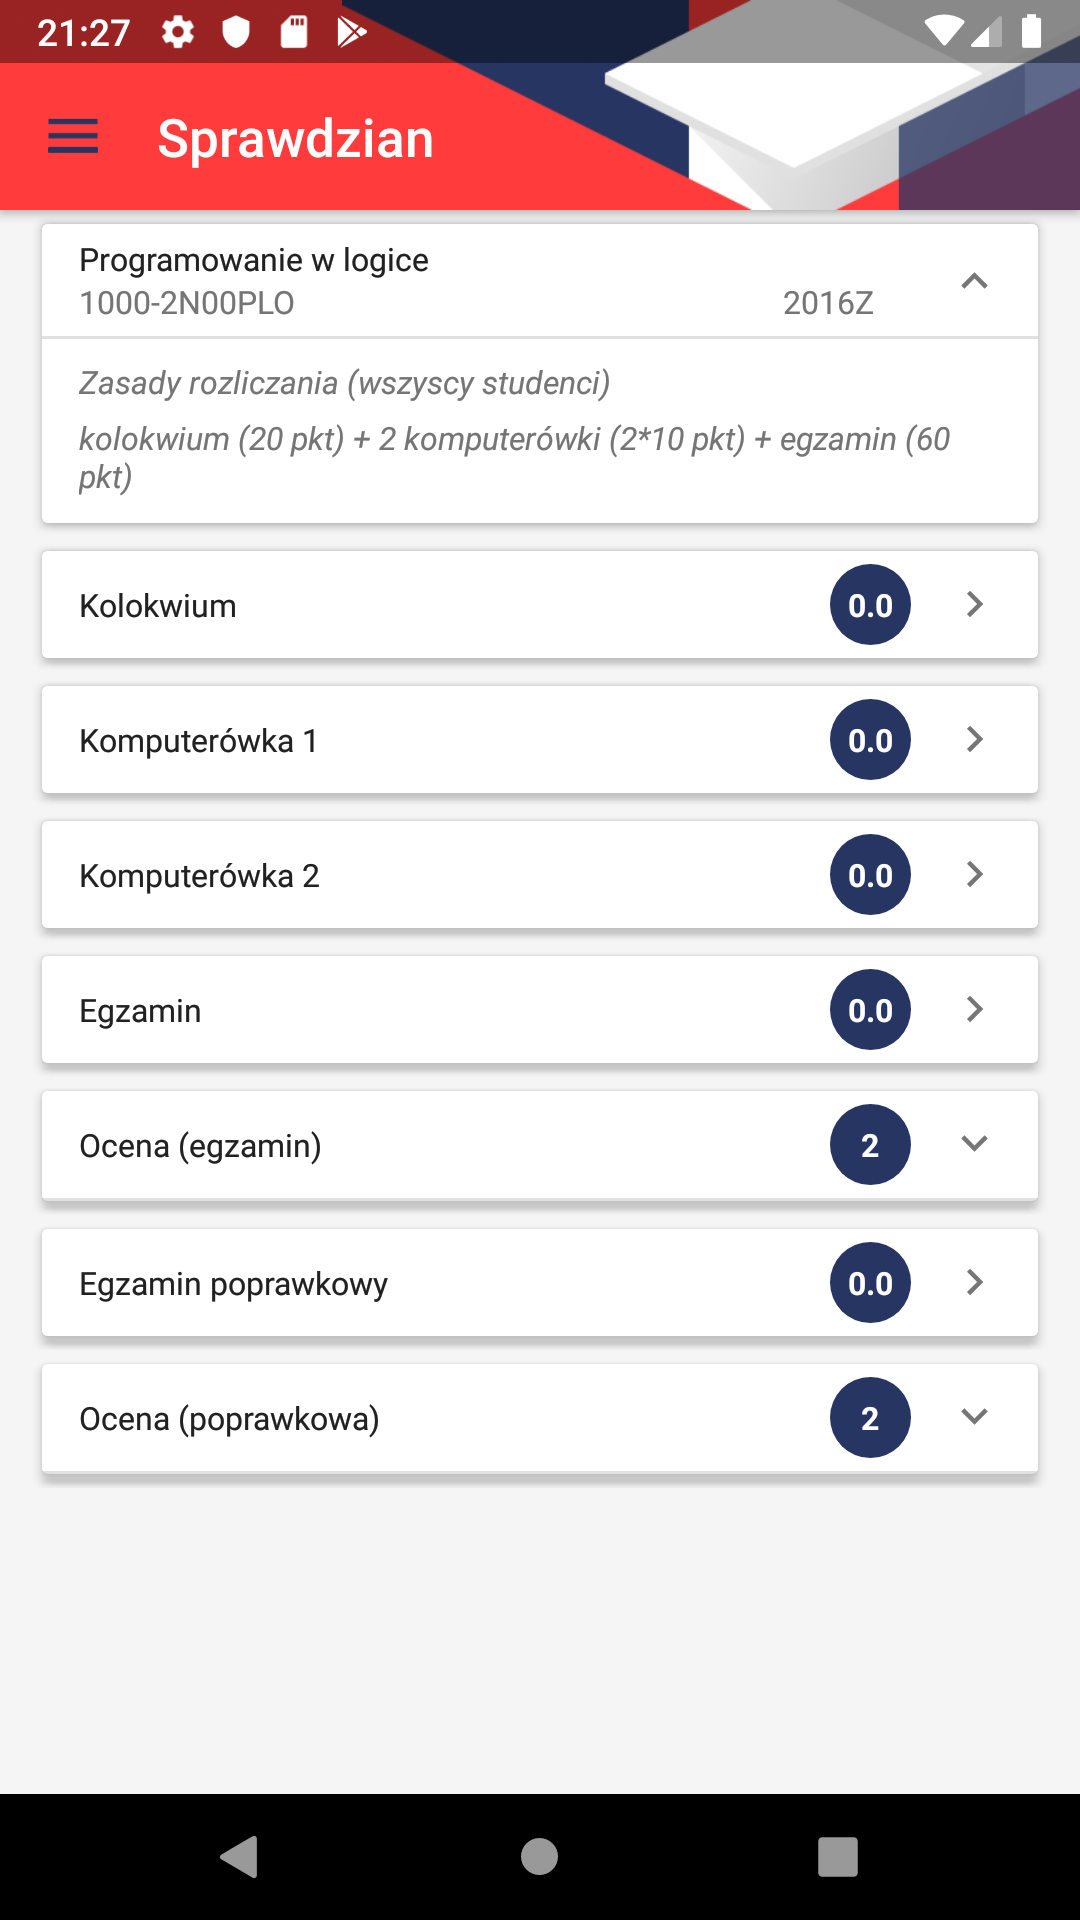 21:27
Sprawdzian
Programowanie w logice
1000-2N00PLO 2016Z
Zasady rozliczania (wszyscy studenci)
kolokwium (20 pkt) + 2 komputerówki (2*10 pkt) + egzamin (60
pkt)
Kolokwium 0.0
Komputerówka 1 0.0
Komputerówka 2 0.0
Egzamin 0.0
Ocena (egzamin) 2
Egzamin poprawkowy 0.0
Ocena (poprawkowa) 2